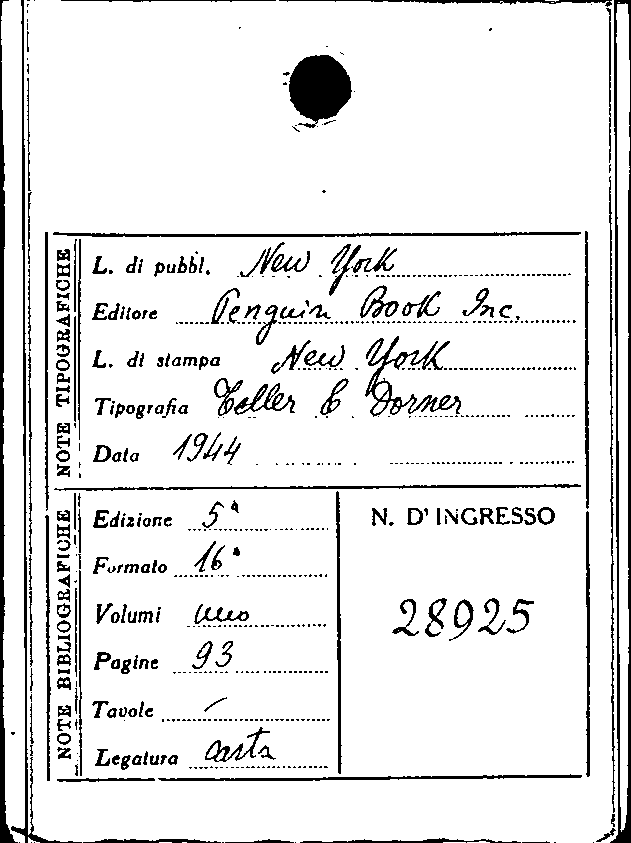 NOTE TIPOGRAFICHE
L. di pubbl. New York
Editore Penguin Book Inc.
L. di stampa New York
Tipografia Zeller & Dorner
Data 1944
NOTE BIBLIOGRAFICHE
Edizione 5ª
Formato 16°
Volumi uno
Pagine 93
Tavole /
Legatura carta
N. D'INGRESSO
28925